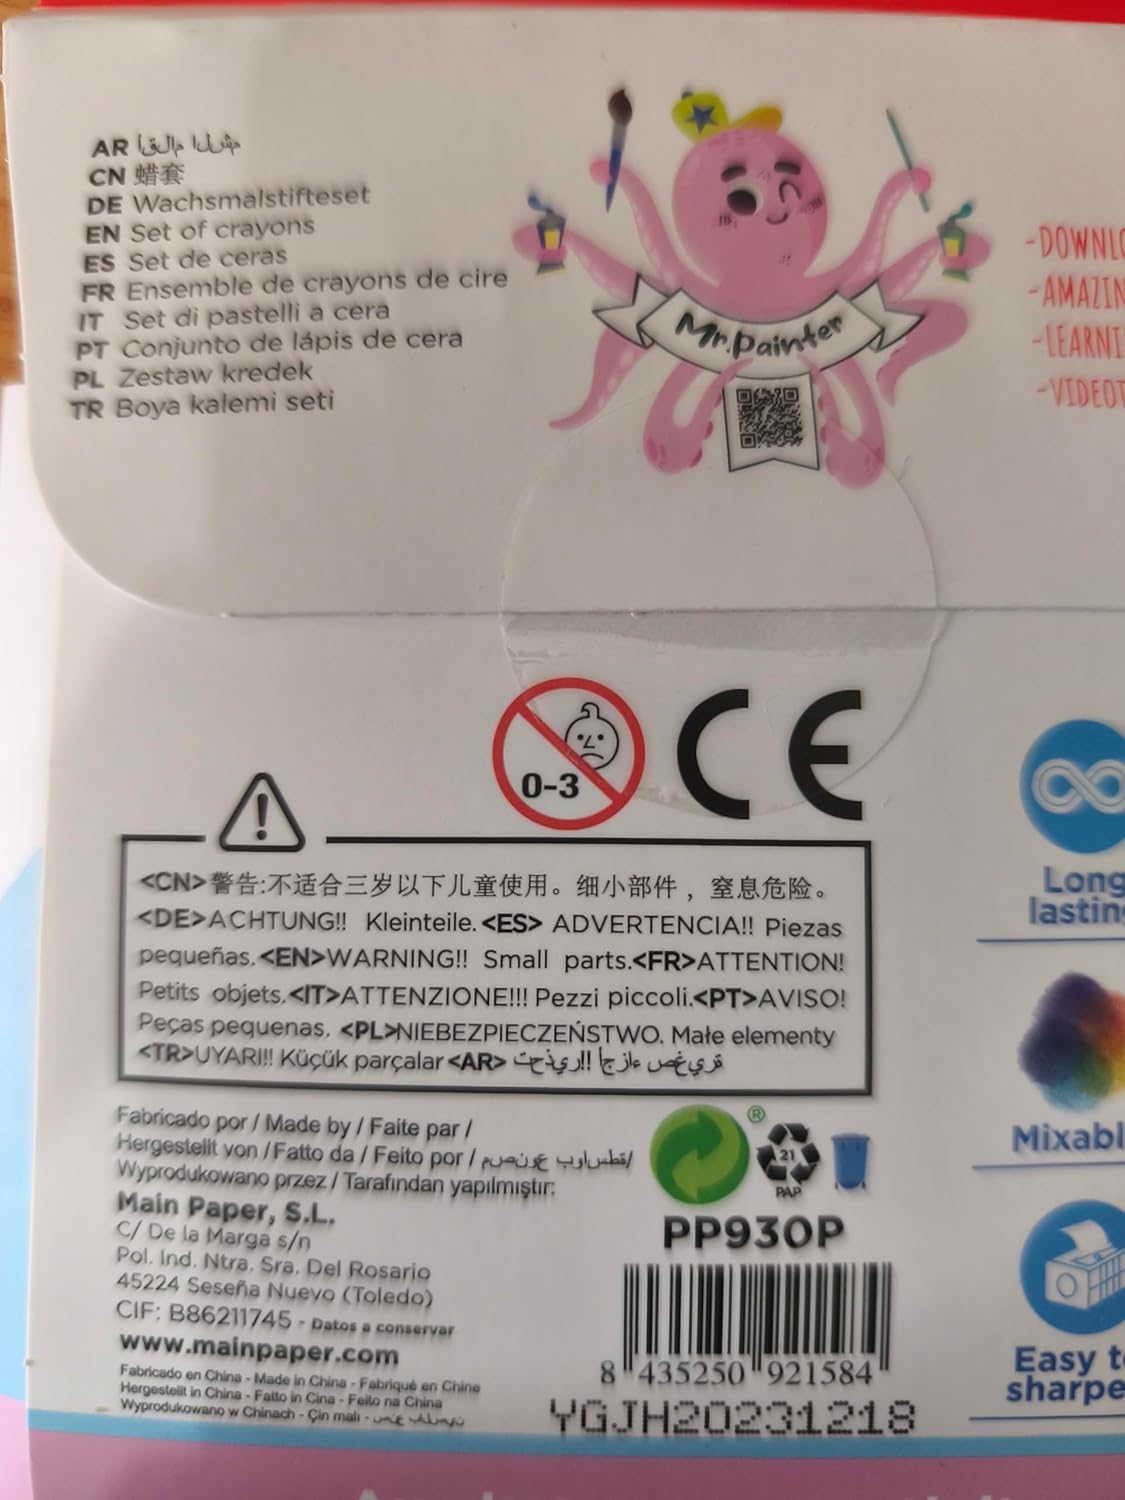 AR
CN 蜡套
DE Wachsmalstifteset
EN Set of crayons
ES Set de ceras
FR Ensemble de crayons de cire
IT Set di pastelli a cera
PT Conjunto de lápis de cera
PL Zestaw kredek
TR Boya kalemi seti
Mr.Painter
-DOWNLO
-AMAZIN
-LEARNI
-VIDEOT
0-3
CE
<CN>警告:不适合三岁以下儿童使用。细小部件，窒息危险。
<DE>ACHTUNG!! Kleinteile.<ES> ADVERTENCIA!! Piezas
pequeñas.<EN>WARNING!! Small parts.<FR>ATTENTION!
Petits objets.<IT>ATTENZIONE!!! Pezzi piccoli.<PT>AVISO!
Peças pequenas. <PL>NIEBEZPIECZEŃSTWO. Małe elementy
<TR>UYARI!! Küçük parçalar <AR>
Fabricado por / Made by / Faite par /
Hergestellt von / Fatto da / Feito por /
Wyprodukowano przez / Tarafından yapılmıştır:
Main Paper, S.L.
C/ De la Marga s/n
Pol. Ind. Ntra. Sra. Del Rosario
45224 Seseña Nuevo (Toledo)
CIF: B86211745 - Datos a conservar
www.mainpaper.com
Fabricado en China - Made in China - Fabriqué en Chine
Hergestellt in China - Fatto in Cina - Feito na China
Wyprodukowano w Chinach - Çin malı -
®
21
PAP
PP930P
8 435250 921584
YGJH20231218
Long
lastin
Mixabl
Easy t
sharpe